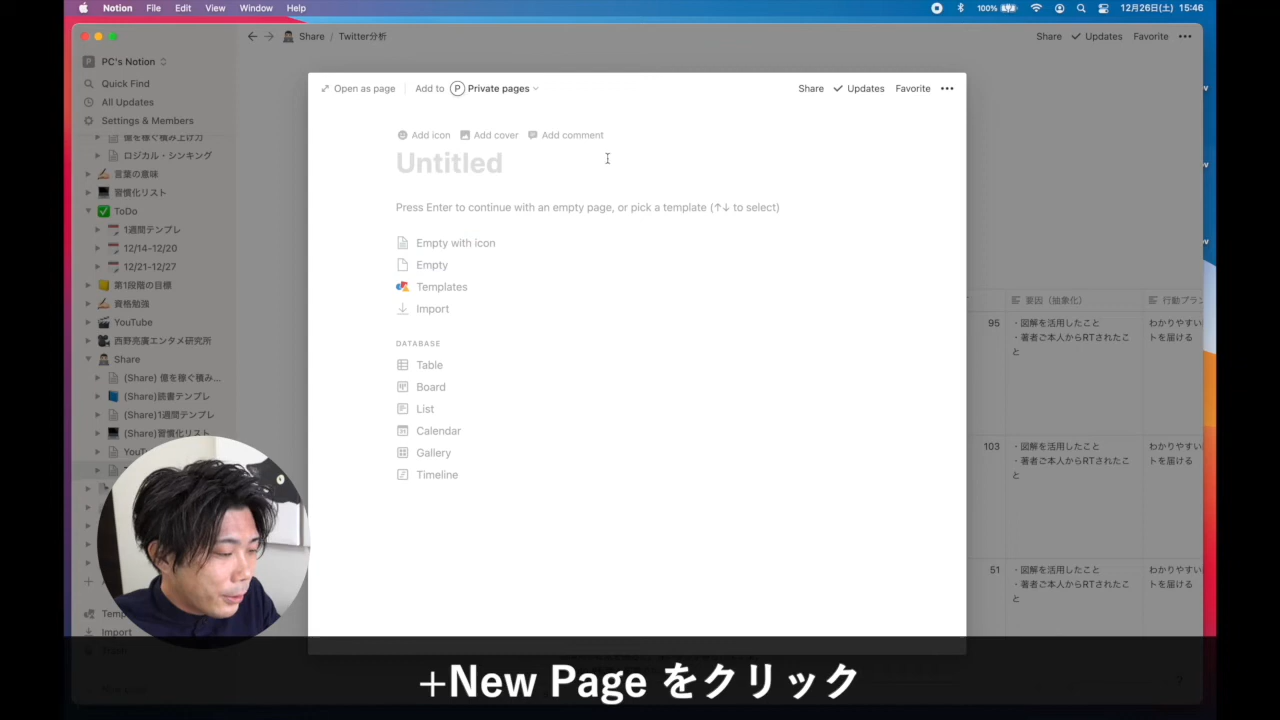 Notion File Edit View Window Help
100% 12月26日(土) 15:46
PC's Notion
Quick Find
All Updates
Settings & Members
億を稼ぐ積み上げ力
ロジカル・シンキング
言葉の意味
習慣化リスト
ToDo
1週間テンプレ
12/14-12/20
12/21-12/27
第1段階の目標
資格勉強
YouTube
西野亮廣エンタメ研究所
Share
(Share) 億を稼ぐ積み...
(Share)読書テンプレ
(Share)1週間テンプレ
(Share)習慣化リスト
Import
Share / Twitter分析
Share Updates Favorite
Open as page Add to P Private pages
Share Updates Favorite
Add icon Add cover Add comment
Untitled
Press Enter to continue with an empty page, or pick a template (↑↓ to select)
Empty with icon
Empty
Templates
Import
DATABASE
Table
Board
List
Calendar
Gallery
Timeline
要因（抽象化） 行動プラン
95 ・図解を活用したこと わかりやすい
・著者ご本人からRTされたこ トを届ける
と
103 ・図解を活用したこと わかりやすい
・著者ご本人からRTされたこ トを届ける
と
51 ・図解を活用したこと わかりやすい
・著者ご本人からRTされたこ トを届ける
と
+New Page をクリック